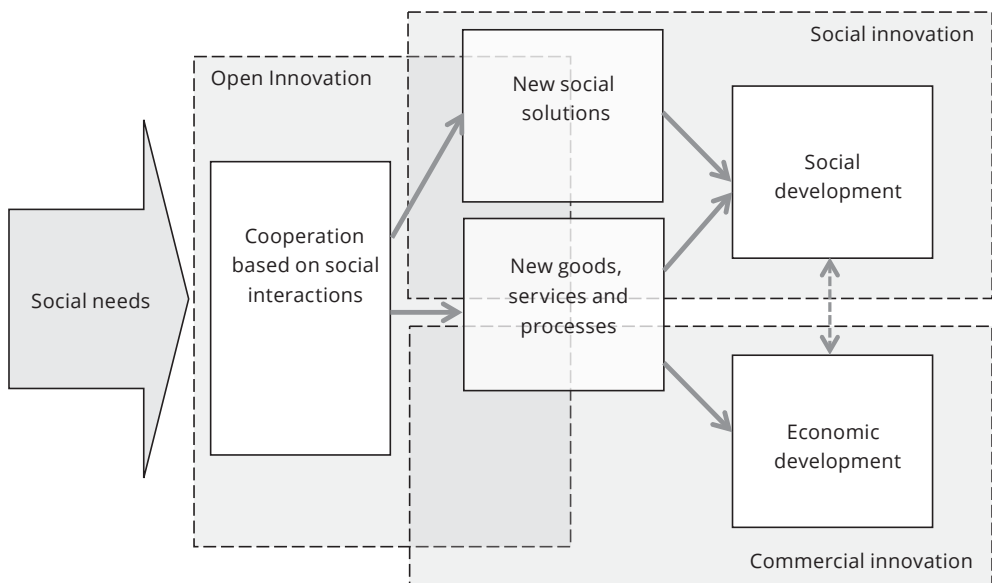 Social innovation
Open Innovation
New social
solutions
Social
development
Cooperation
based on social
interactions
New goods,
services and
processes
Social needs
Economic
development
Commercial innovation